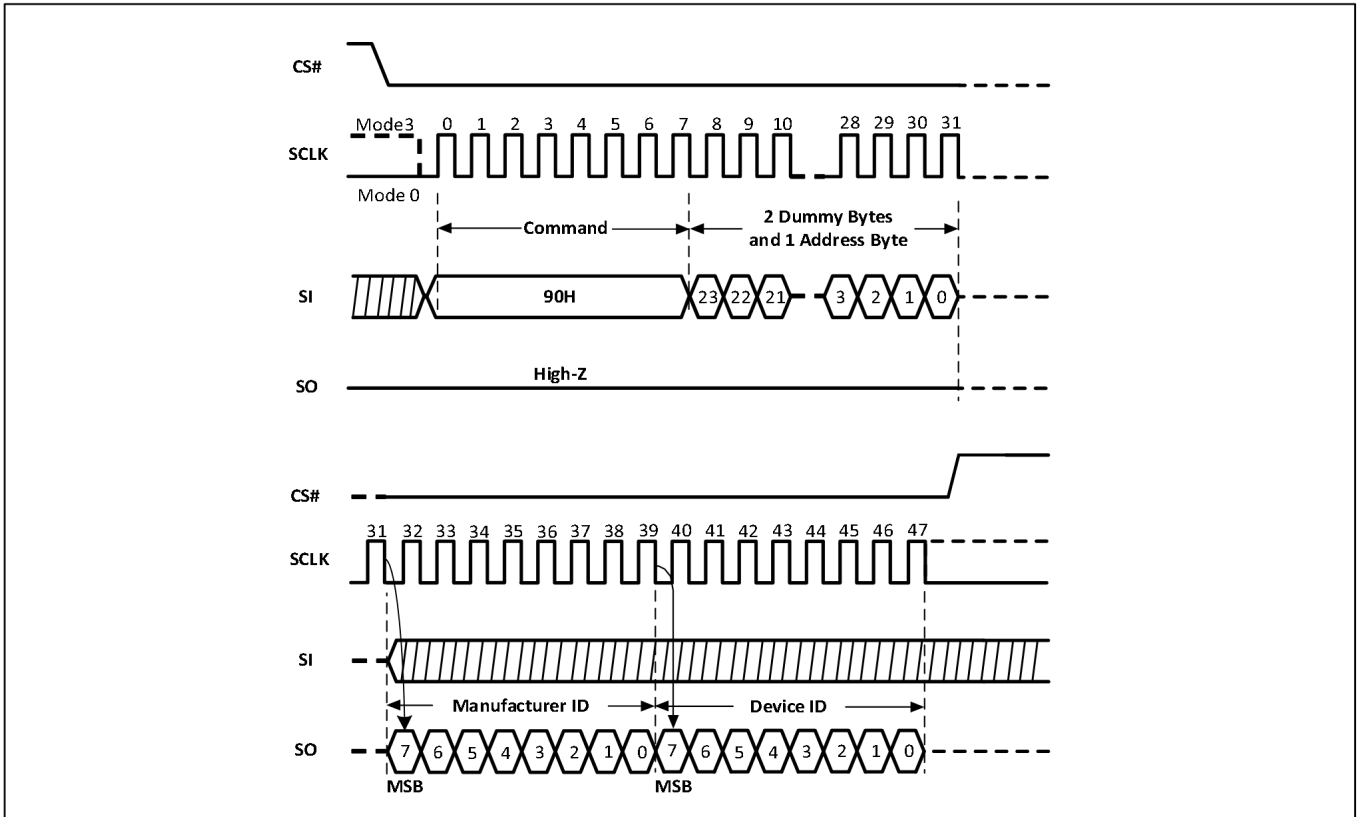 CS#
Mode3 0 1 2 3 4 5 6 7 8 9 10 28 29 30 31
SCLK
Mode 0
Command
2 Dummy Bytes
and 1 Address Byte
SI 90H 23 22 21 3 2 1 0
High-Z
SO
CS#
31 32 33 34 35 36 37 38 39 40 41 42 43 44 45 46 47
SCLK
SI
Manufacturer ID Device ID
SO 7 6 5 4 3 2 1 0 7 6 5 4 3 2 1 0
MSB MSB